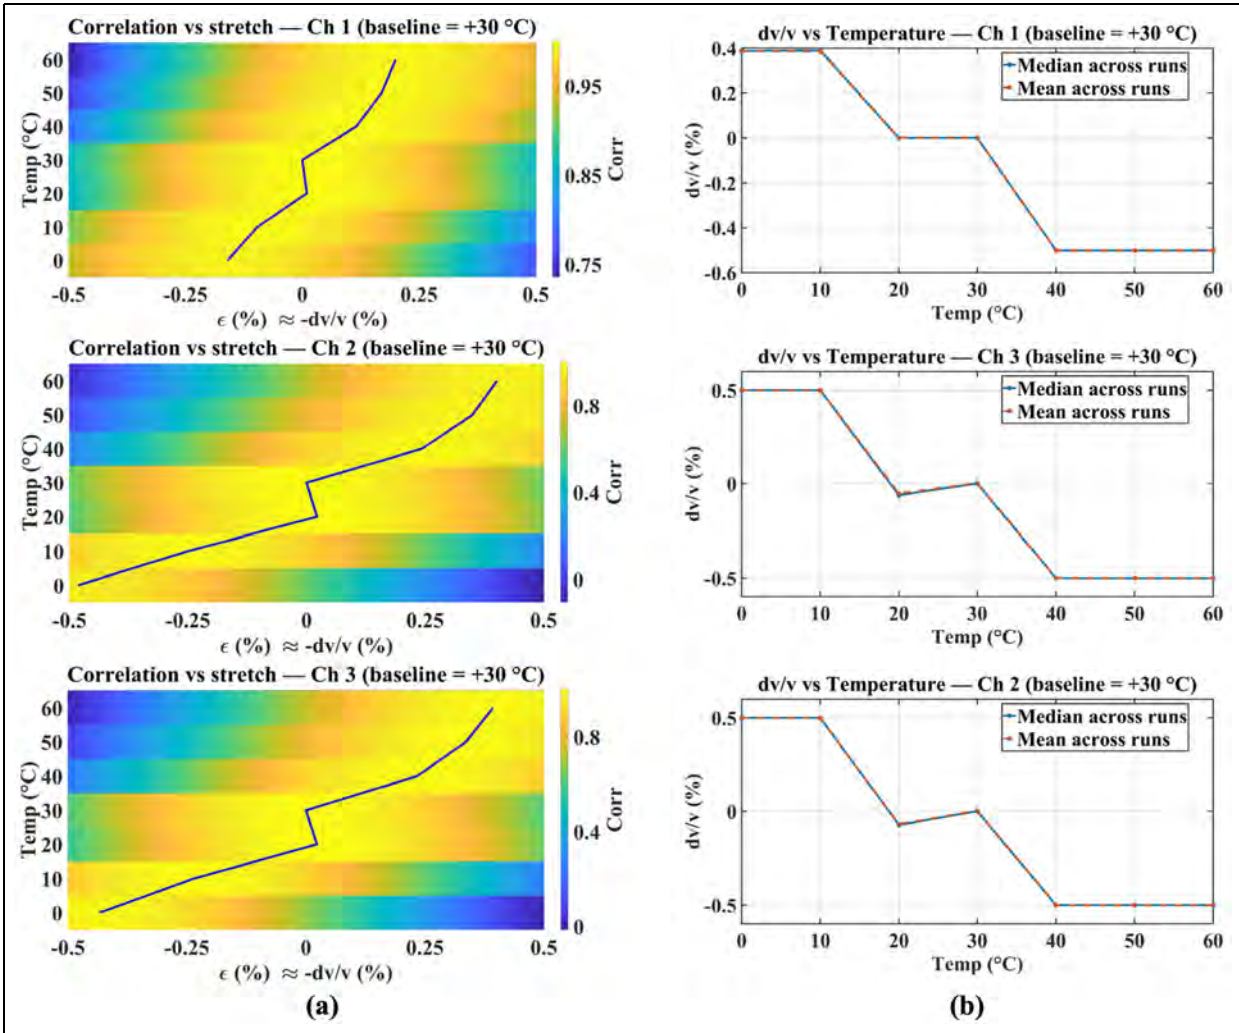 Correlation vs stretch — Ch 1 (baseline = +30 °C)
60
50
40
30
20
10
0
Temp (°C)
-0.5
-0.25
0
0.25
0.5
ϵ (%) ≈ -dv/v (%)
0.95
0.85
0.75
Corr
Correlation vs stretch — Ch 2 (baseline = +30 °C)
60
50
40
30
20
10
0
Temp (°C)
-0.5
-0.25
0
0.25
0.5
ϵ (%) ≈ -dv/v (%)
0.8
0.4
0
Corr
Correlation vs stretch — Ch 3 (baseline = +30 °C)
60
50
40
30
20
10
0
Temp (°C)
-0.5
-0.25
0
0.25
0.5
ϵ (%) ≈ -dv/v (%)
0.8
0.4
0
Corr
(a)
dv/v vs Temperature — Ch 1 (baseline = +30 °C)
Median across runs
Mean across runs
0.4
0.4
0
-0.2
-0.4
-0.6
dv/v (%)
0
10
20
30
40
50
60
Temp (°C)
dv/v vs Temperature — Ch 3 (baseline = +30 °C)
Median across runs
Mean across runs
0.5
0
-0.5
dv/v (%)
0
10
20
30
40
50
60
Temp (°C)
dv/v vs Temperature — Ch 2 (baseline = +30 °C)
Median across runs
Mean across runs
0.5
0
-0.5
dv/v (%)
0
10
20
30
40
50
60
Temp (°C)
(b)